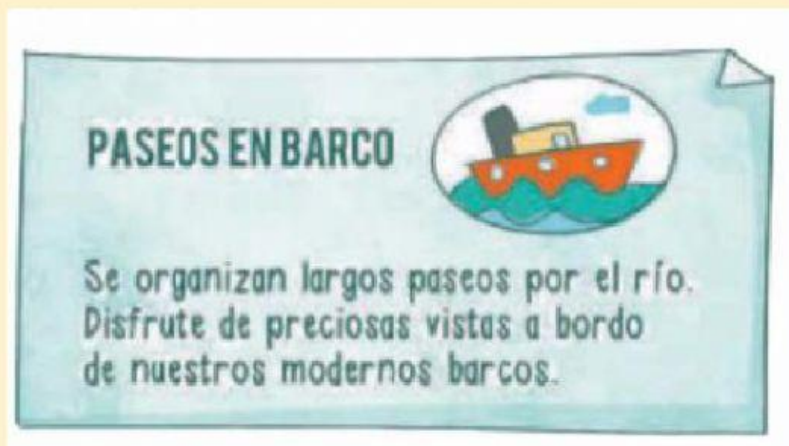 PASEOS EN BARCO
Se organizan largos paseos por el río.
Disfrute de preciosas vistas a bordo
de nuestros modernos barcos.